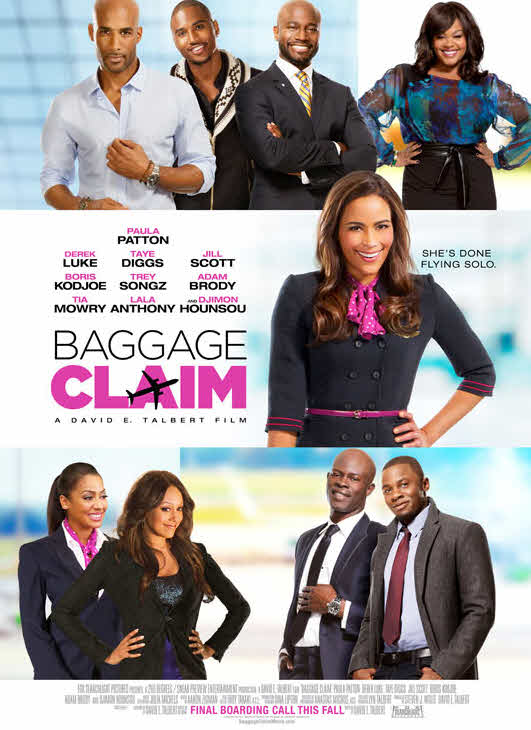 PAULA
PATTON
DEREK TAYE JILL
LUKE DIGGS SCOTT
BORIS TREY ADAM
KODJOE SONGZ BRODY
TIA LALA AND DJIMON
MOWRY ANTHONY HOUNSOU
SHE'S DONE
FLYING SOLO.
BAGGAGE
CLAIM
A DAVID E. TALBERT FILM
FINAL BOARDING CALL THIS FALL